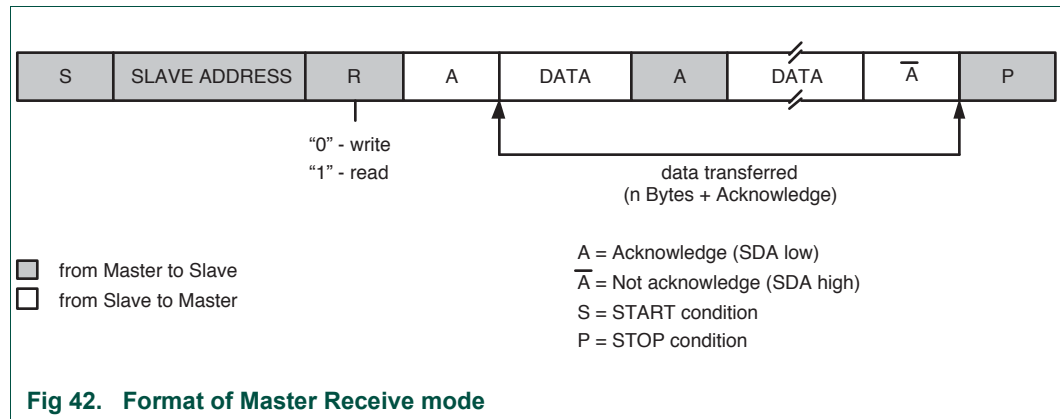 S SLAVE ADDRESS R A DATA A DATA A̅ P
“0” - write
“1” - read
data transferred
(n Bytes + Acknowledge)
from Master to Slave
from Slave to Master
A = Acknowledge (SDA low)
A̅ = Not acknowledge (SDA high)
S = START condition
P = STOP condition
Fig 42. Format of Master Receive mode